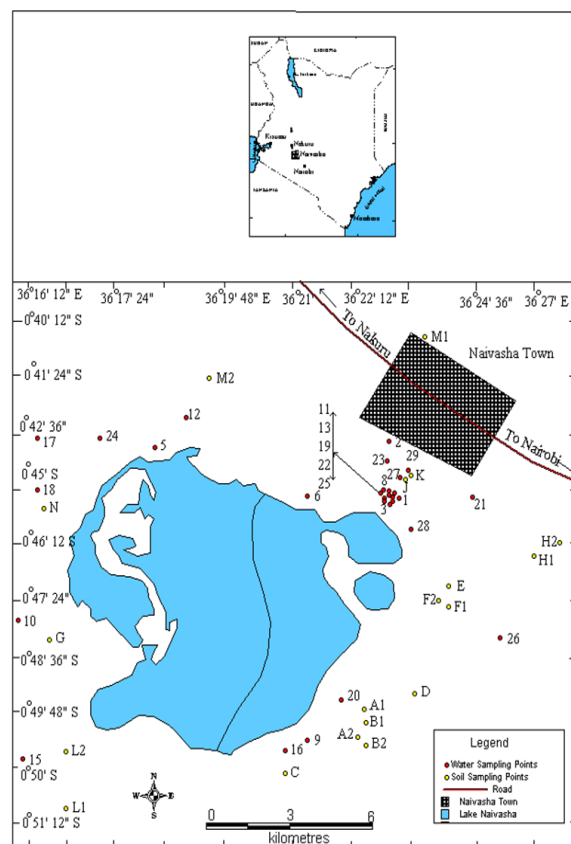 SUDAN
ETHIOPIA
UGANDA
Kisumu
Nakuru
Naivasha
Nairobi
TANZANIA
Mombasa
36°16' 12" E
36°17' 24"
36°19' 48" E
36°21'
36°22' 12" E
36°24' 36"
36°27' E
0°40' 12" S
To Nakuru
M1
Naivasha Town
0 41' 24" S
M2
12
0 42' 36"
11
13
19
22
25
To Nairobi
17
24
5
2
23
29
0°45' S
27
K
J
8
18
6
1
21
N
3
28
0°46' 12" S
H2
H1
E
0°47' 24" S
F2
F1
10
G
26
0°48' 36" S
D
20
A1
0°49' 48" S
B1
A2
9
B2
16
L2
15
C
0°50' S
L1
0°51' 12" S
N
W
E
S
0
3
6
kilometres
Legend
Water Sampling Points
Soil Sampling Points
Road
Naivasha Town
Lake Naivasha